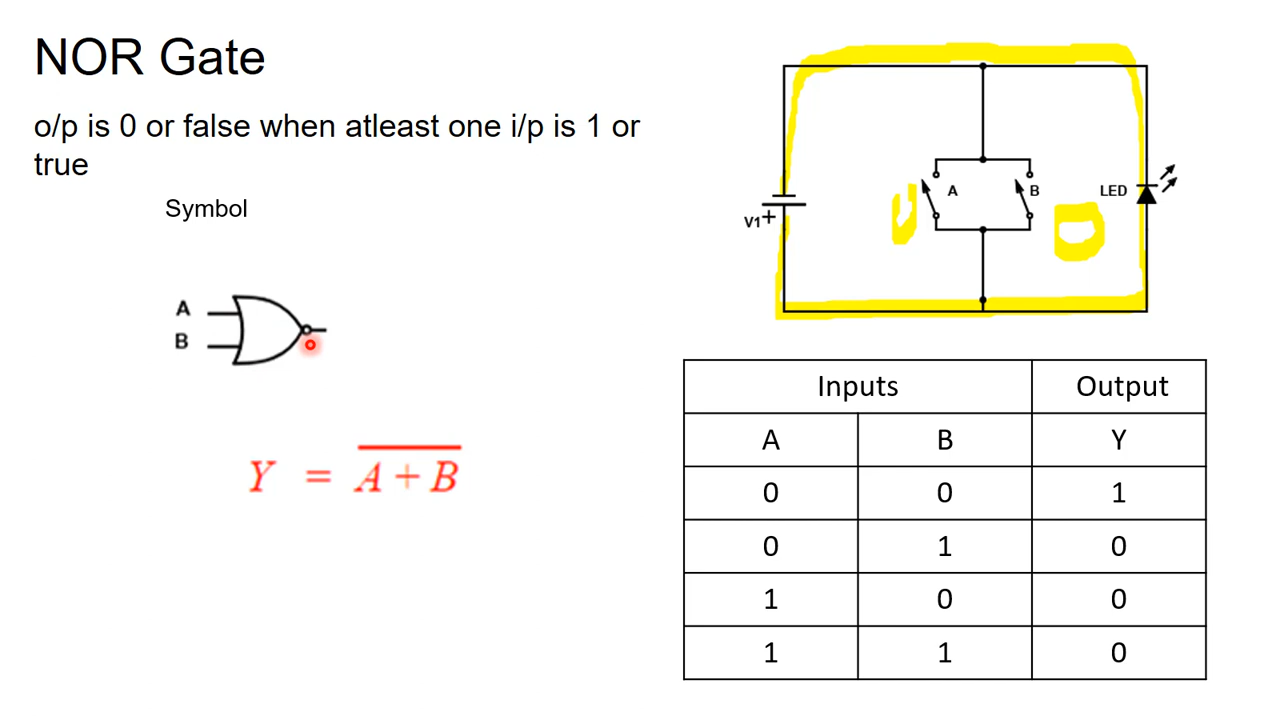 NOR Gate
o/p is 0 or false when atleast one i/p is 1 or
true
Symbol
A
B
Y = \overline{A + B}
V1+
A
B
LED
Inputs Output
A B Y
0 0 1
0 1 0
1 0 0
1 1 0